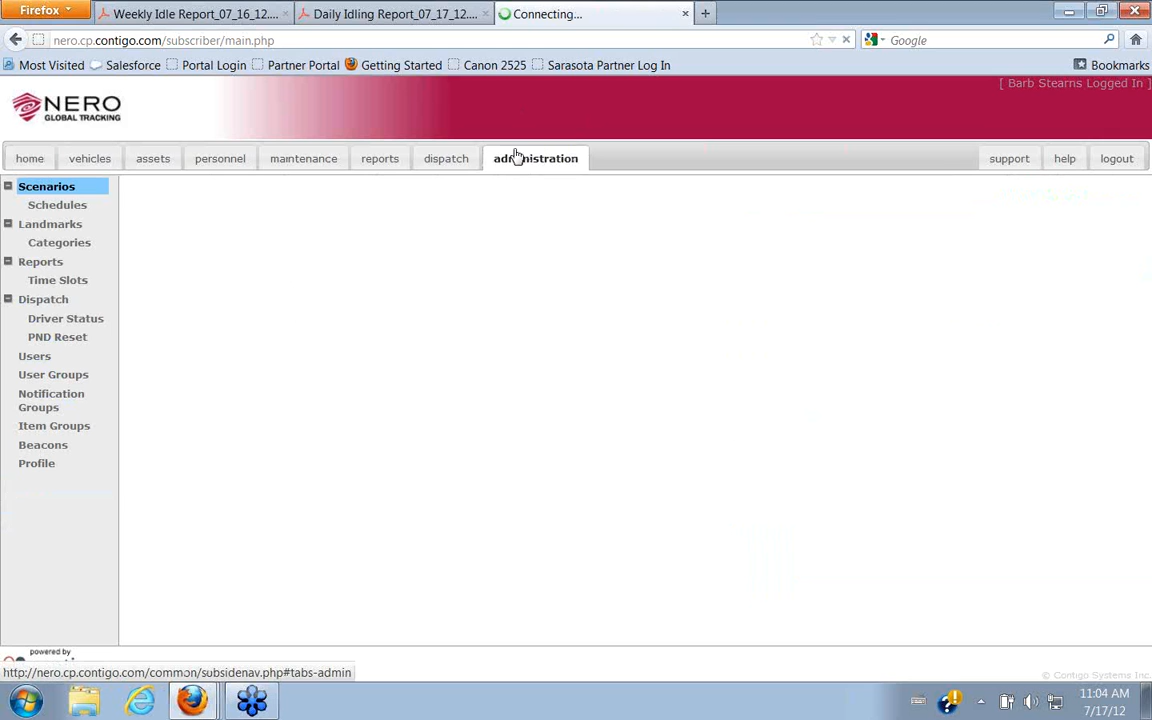 Firefox
Weekly Idle Report_07_16_12....
Daily Idling Report_07_17_12....
Connecting...
nero.cp.contigo.com/subscriber/main.php
Google
Most Visited
Salesforce
Portal Login
Partner Portal
Getting Started
Canon 2525
Sarasota Partner Log In
Bookmarks
[ Barb Stearns Logged In ]
NERO
GLOBAL TRACKING
home
vehicles
assets
personnel
maintenance
reports
dispatch
administration
support
help
logout
Scenarios
Schedules
Landmarks
Categories
Reports
Time Slots
Dispatch
Driver Status
PND Reset
Users
User Groups
Notification
Groups
Item Groups
Beacons
Profile
powered by
http://nero.cp.contigo.com/common/subsidenav.php#tabs-admin
© Contigo Systems Inc.
11:04 AM
7/17/12